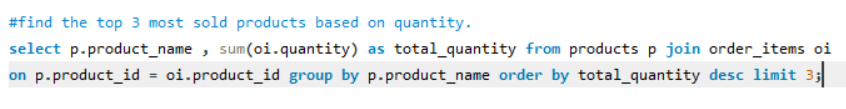 #find the top 3 most sold products based on quantity.
select p.product_name , sum(oi.quantity) as total_quantity from products p join order_items oi
on p.product_id = oi.product_id group by p.product_name order by total_quantity desc limit 3;